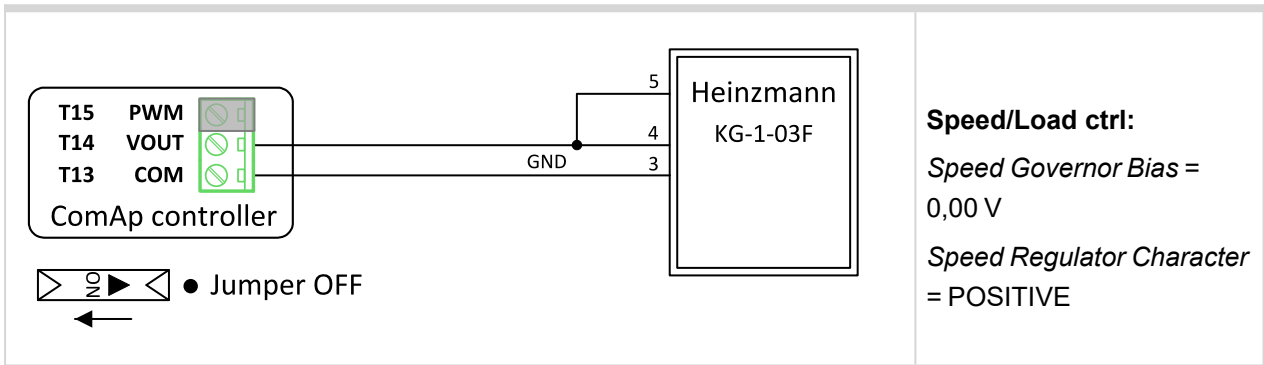 T15 PWM
T14 VOUT
T13 COM
ComAp controller
GND
5
4
3
Heinzmann
KG-1-03F
ON
Jumper OFF
Speed/Load ctrl:
Speed Governor Bias =
0,00 V
Speed Regulator Character
= POSITIVE